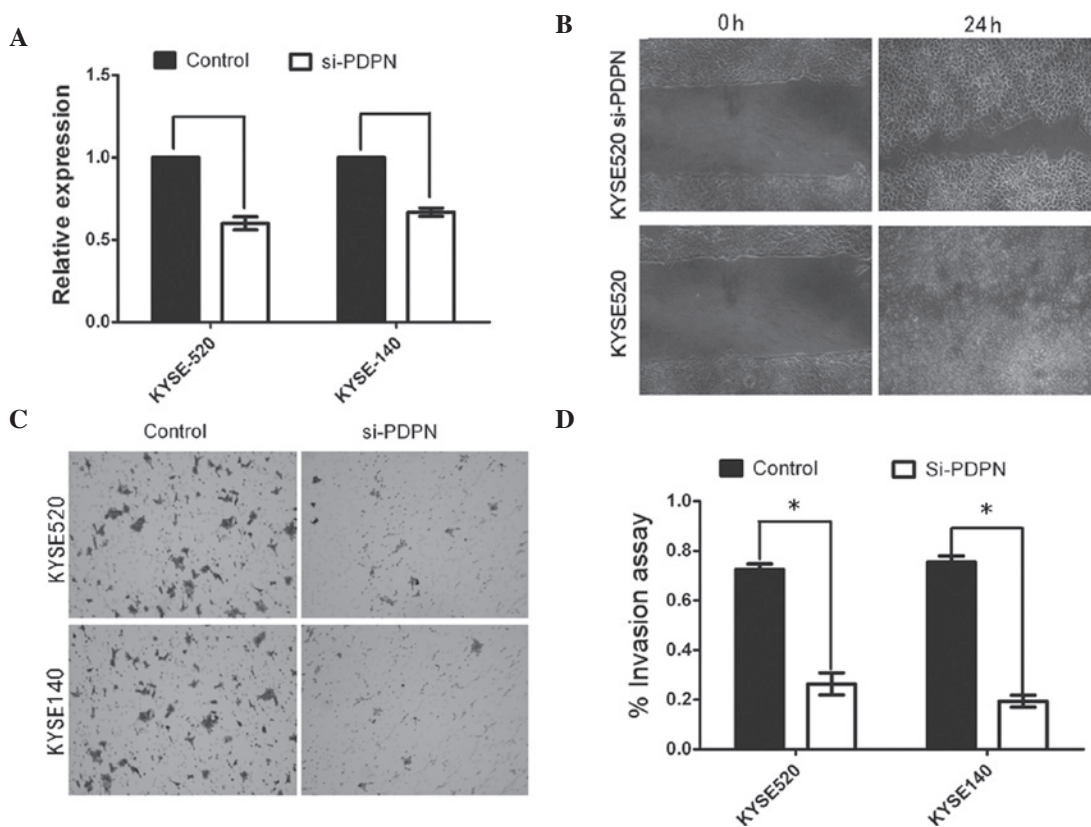 A
Control
si-PDPN
1.5
1.0
0.5
0.0
Relative expression
KYSE-520
KYSE-140
B
0h
24h
KYSE520 si-PDPN
KYSE520
C
Control
si-PDPN
KYSE520
KYSE140
D
Control
Si-PDPN
1.0
0.8
0.6
0.4
0.2
0.0
% Invasion assay
*
*
KYSE520
KYSE140